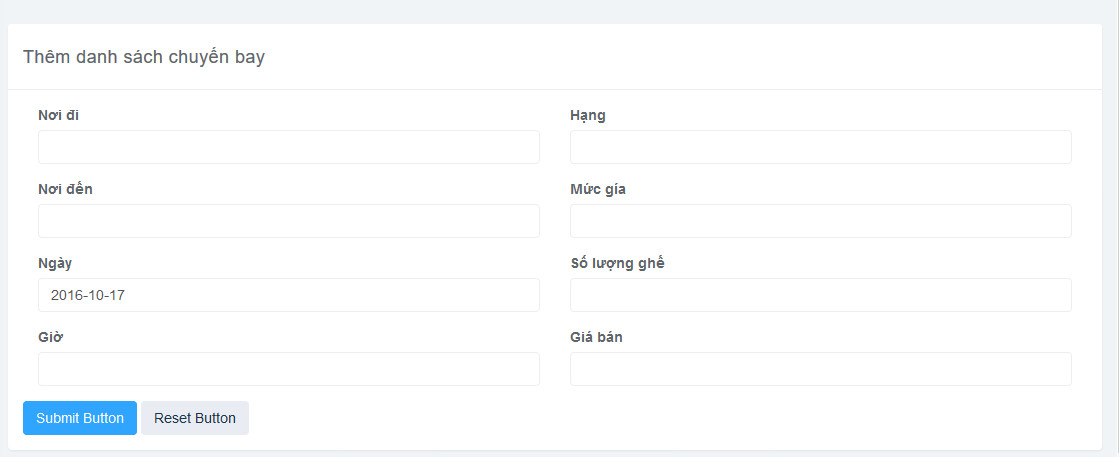 Thêm danh sách chuyến bay
Nơi đi
Hạng
Nơi đến
Mức gía
Ngày
Số lượng ghế
2016-10-17
Giờ
Giá bán
Submit Button
Reset Button